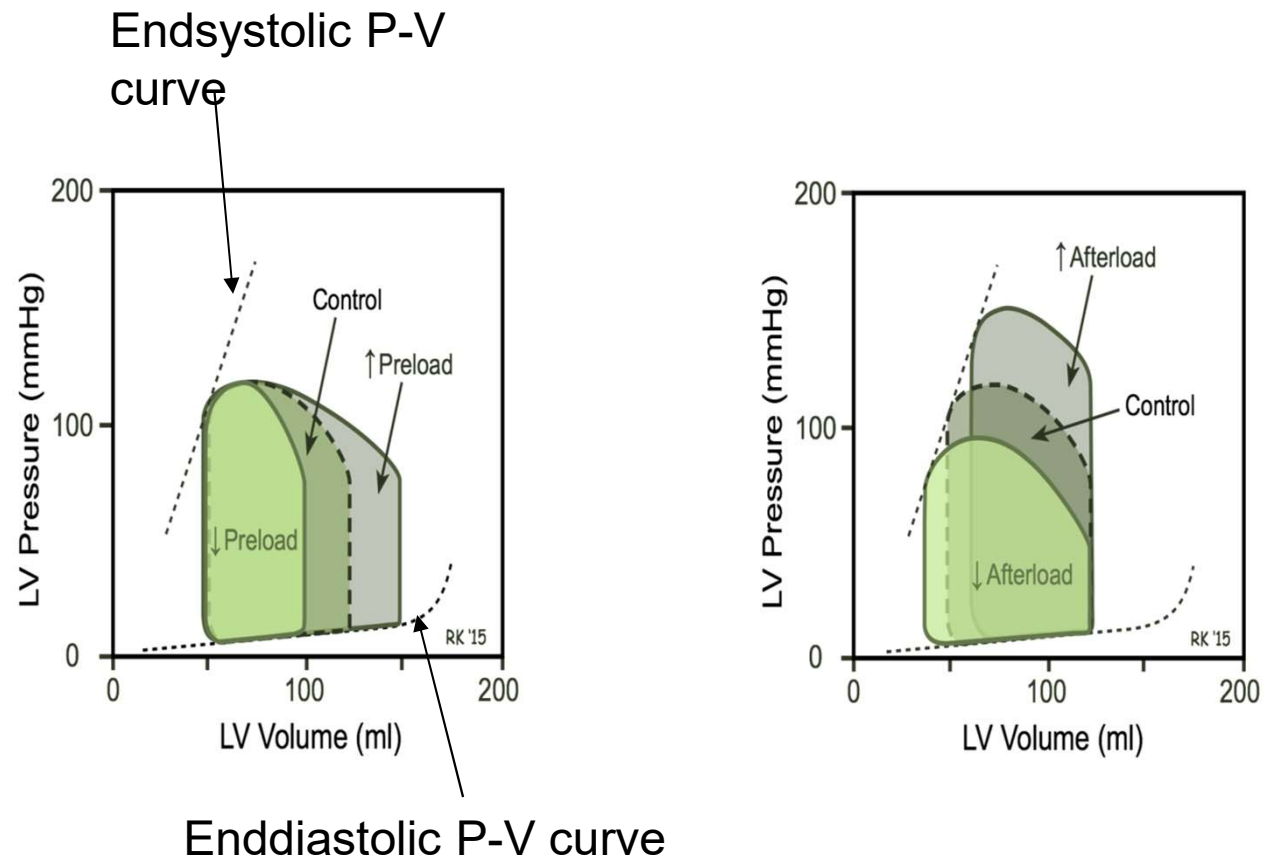 Endsystolic P-V
curve
200
Control
↑Preload
100
↓Preload
RK '15
0
0
100
200
LV Pressure (mmHg)
LV Volume (ml)
200
↑Afterload
Control
100
↓Afterload
RK '15
0
0
100
200
LV Pressure (mmHg)
LV Volume (ml)
Enddiastolic P-V curve